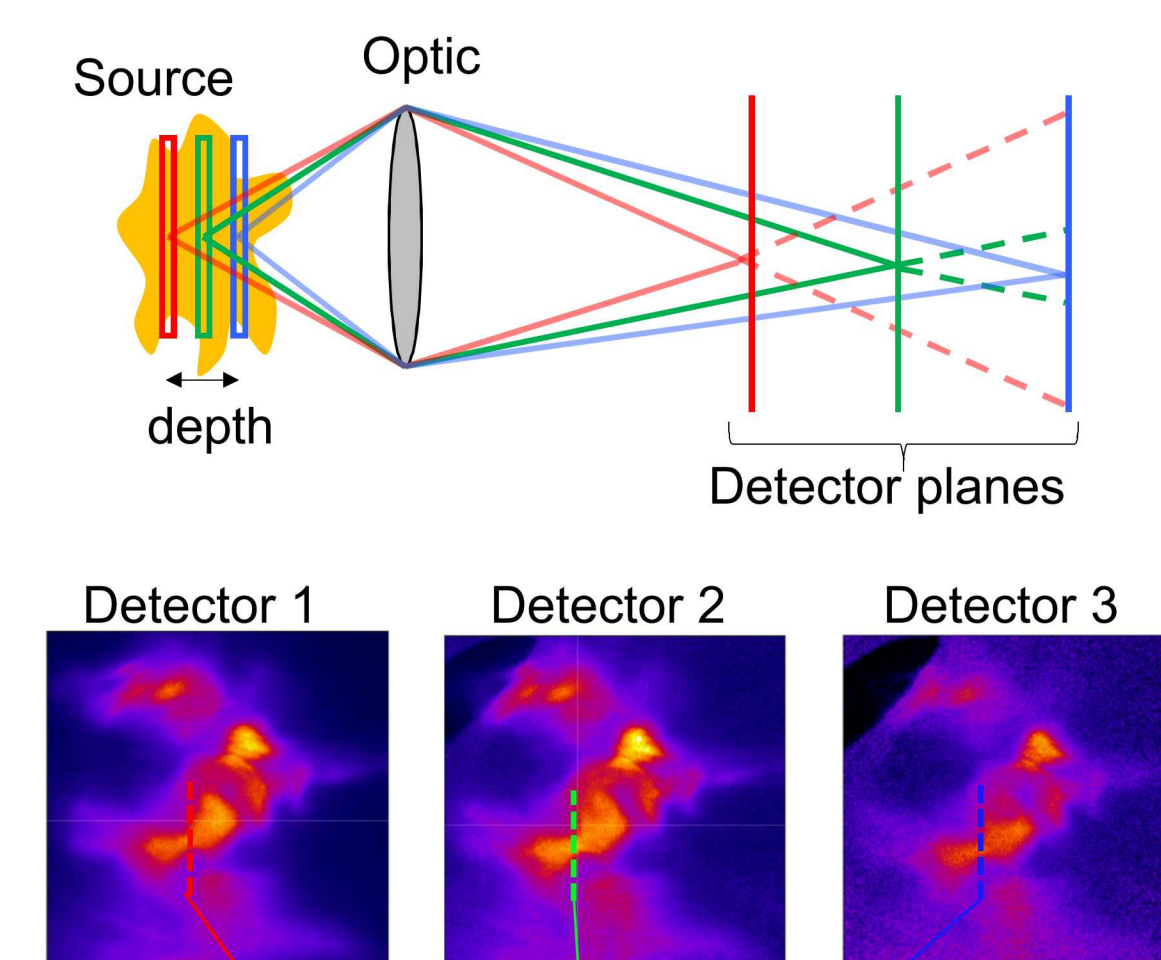 Optic
Source
depth
Detector planes
Detector 1
Detector 2
Detector 3